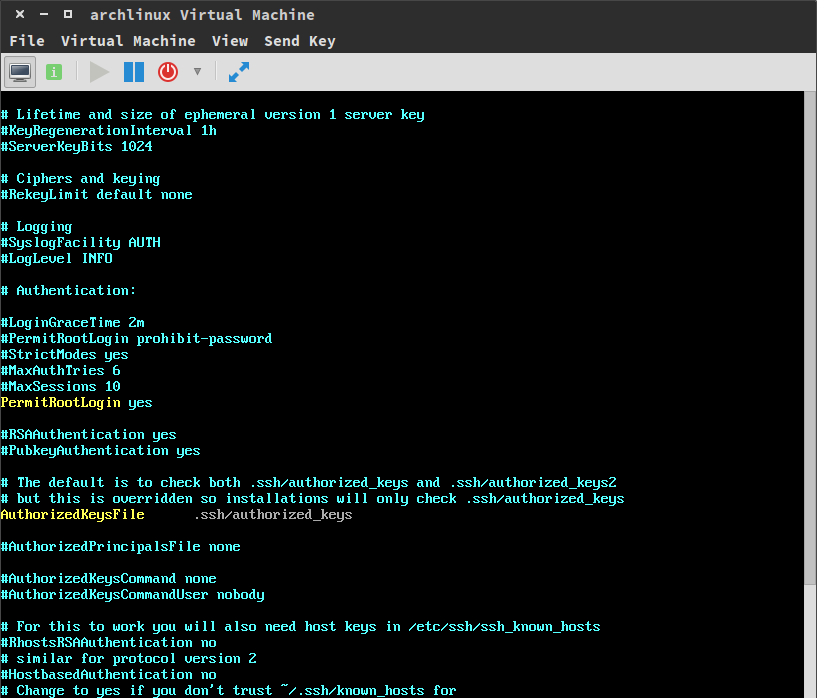 archlinux Virtual Machine
File Virtual Machine View Send Key
# Lifetime and size of ephemeral version 1 server key
#KeyRegenerationInterval 1h
#ServerKeyBits 1024
# Ciphers and keying
#RekeyLimit default none
# Logging
#SyslogFacility AUTH
#LogLevel INFO
# Authentication:
#LoginGraceTime 2m
#PermitRootLogin prohibit-password
#StrictModes yes
#MaxAuthTries 6
#MaxSessions 10
PermitRootLogin yes
#RSAAuthentication yes
#PubkeyAuthentication yes
# The default is to check both .ssh/authorized_keys and .ssh/authorized_keys2
# but this is overridden so installations will only check .ssh/authorized_keys
AuthorizedKeysFile      .ssh/authorized_keys
#AuthorizedPrincipalsFile none
#AuthorizedKeysCommand none
#AuthorizedKeysCommandUser nobody
# For this to work you will also need host keys in /etc/ssh/ssh_known_hosts
#RhostsRSAAuthentication no
# similar for protocol version 2
#HostbasedAuthentication no
# Change to yes if you don't trust ~/.ssh/known_hosts for